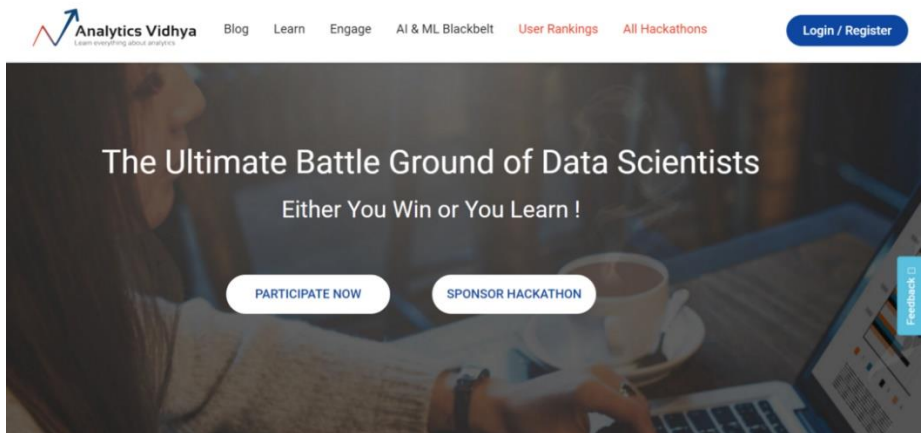 Analytics Vidhya
Learn everything about analytics
Blog Learn Engage AI & ML Blackbelt User Rankings All Hackathons
Login / Register
The Ultimate Battle Ground of Data Scientists
Either You Win or You Learn !
PARTICIPATE NOW SPONSOR HACKATHON
Feedback